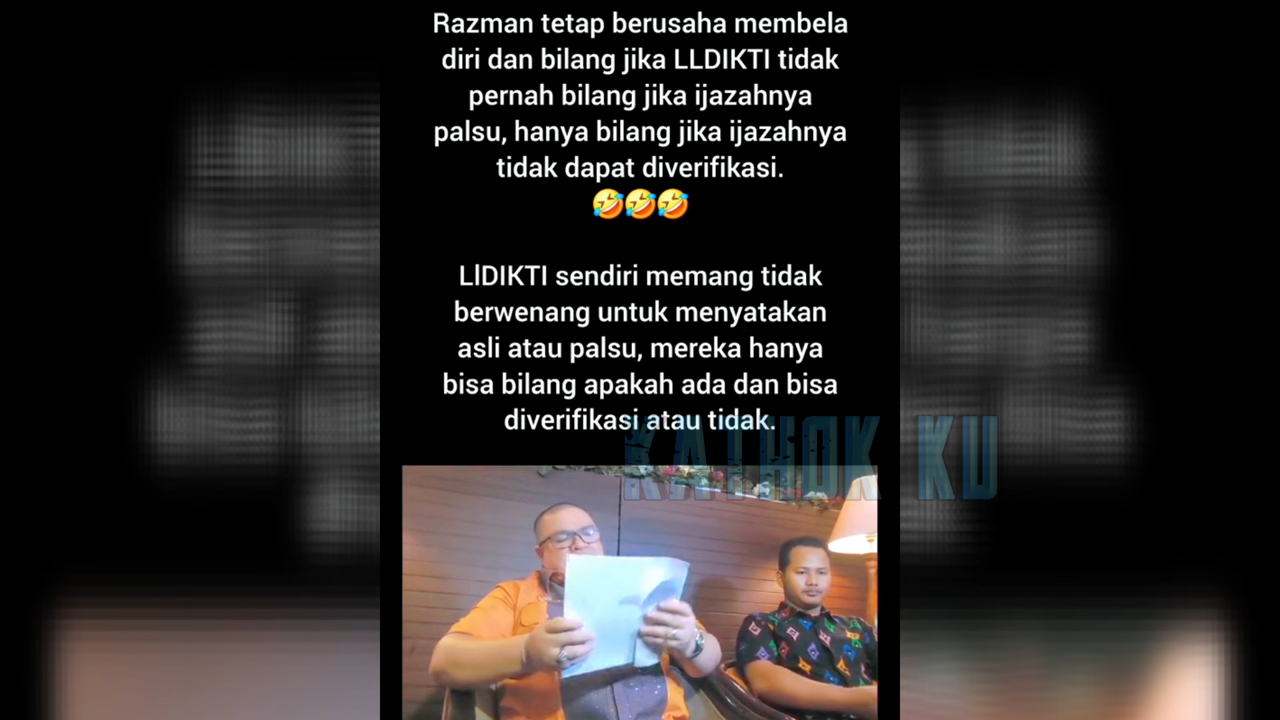 Razman tetap berusaha membela
diri dan bilang jika LLDIKTI tidak
pernah bilang jika ijazahnya
palsu, hanya bilang jika ijazahnya
tidak dapat diverifikasi.
🤣🤣🤣
LlDIKTI sendiri memang tidak
berwenang untuk menyatakan
asli atau palsu, mereka hanya
bisa bilang apakah ada dan bisa
diverifikasi atau tidak.
KATHOK KU